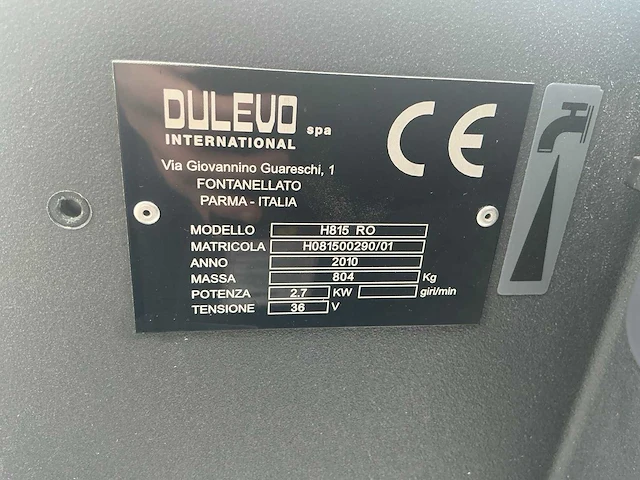 DULEVO spa
INTERNATIONAL
CE
Via Giovannino Guareschi, 1
FONTANELLATO
PARMA - ITALIA
MODELLO H815 RO
MATRICOLA H081500290/01
ANNO 2010
MASSA 804 Kg
POTENZA 2.7 KW giri/min
TENSIONE 36 V